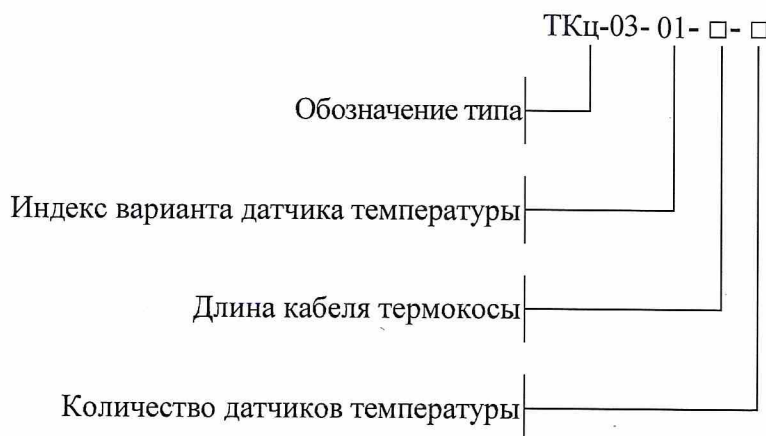 ТКц-03- 01- □- □
Обозначение типа
Индекс варианта датчика температуры
Длина кабеля термокосы
Количество датчиков температуры